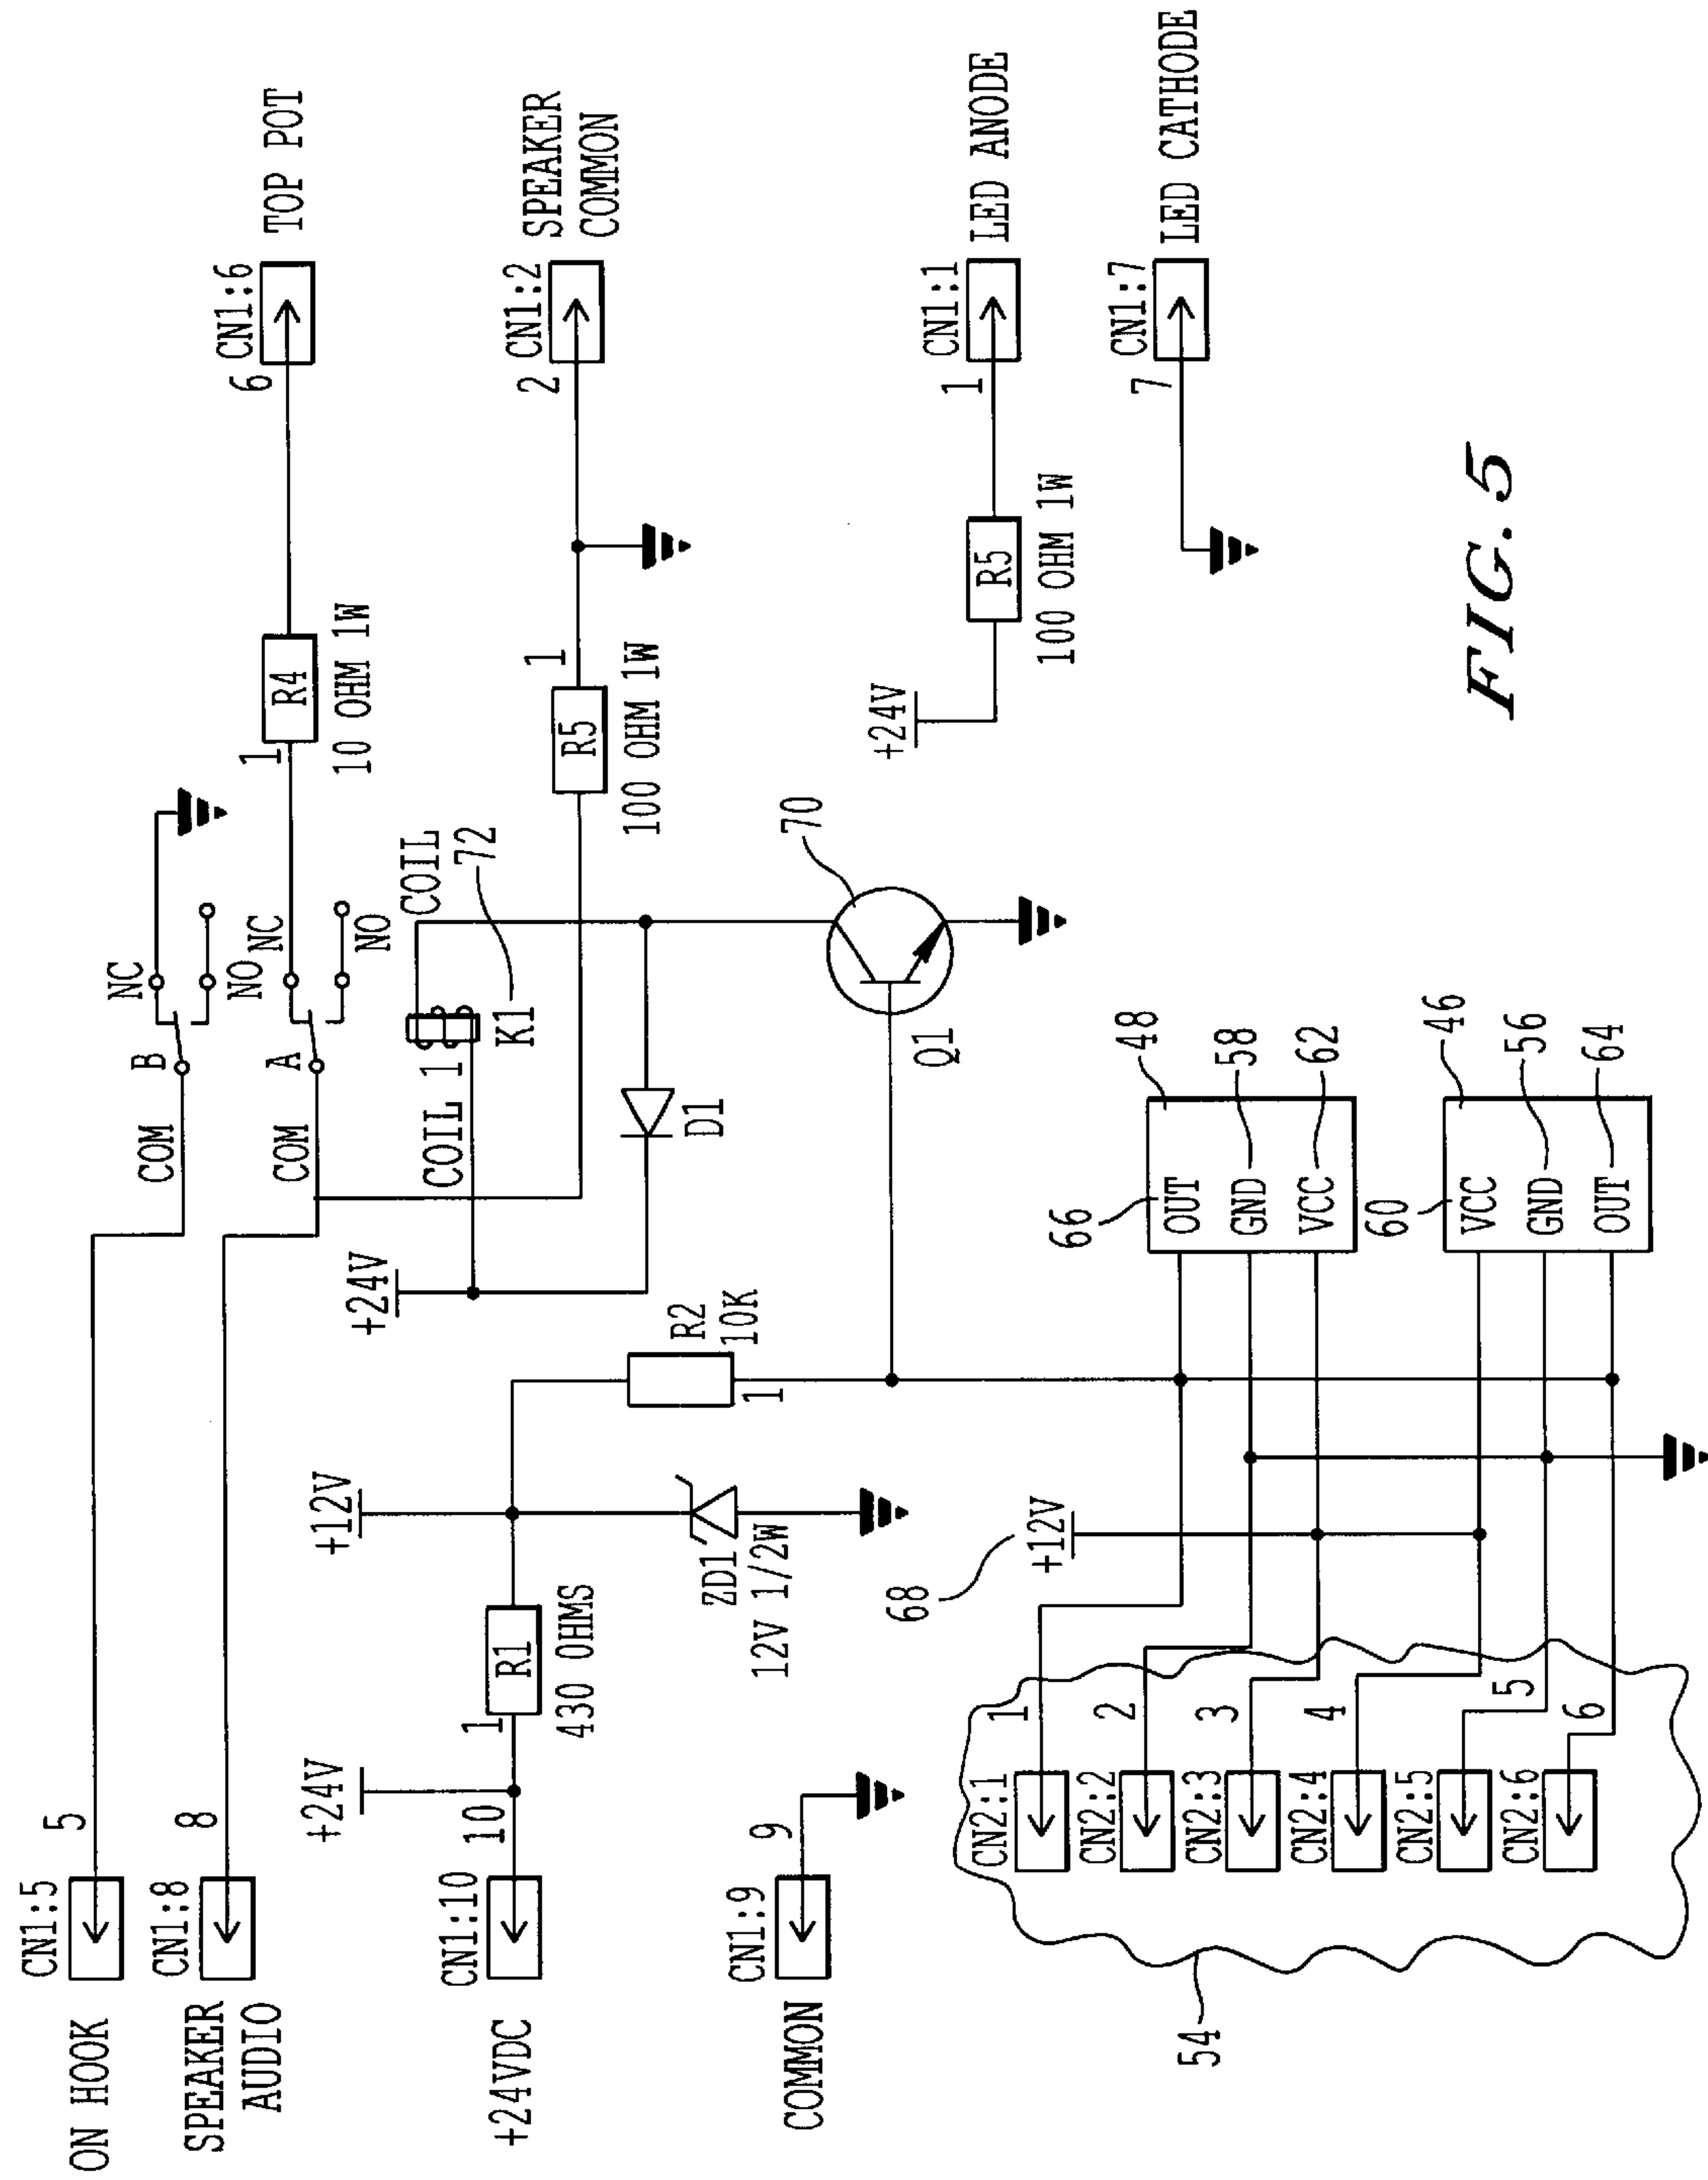 ON HOOK
CN1:5
5
COM
B
NC
NO
SPEAKER
AUDIO
CN1:8
8
COM
A
NC
NO
1
R4
10 OHM 1W
6
CN1:6
TOP POT
+24V
COIL 1
COIL
K1
72
D1
R5
1
100 OHM 1W
2
CN1:2
SPEAKER
COMMON
+24VDC
CN1:10
10
+24V
1
R1
430 OHMS
+12V
ZD1
12V 1/2W
R2
10K
1
Q1
70
+24V
R5
100 OHM 1W
1
CN1:1
LED ANODE
7
CN1:7
LED CATHODE
COMMON
CN1:9
9
68
+12V
54
CN2:1
1
CN2:2
2
CN2:3
3
CN2:4
4
CN2:5
5
CN2:6
6
66
OUT
GND
VCC
48
58
62
60
VCC
GND
OUT
46
56
64
FIG. 5